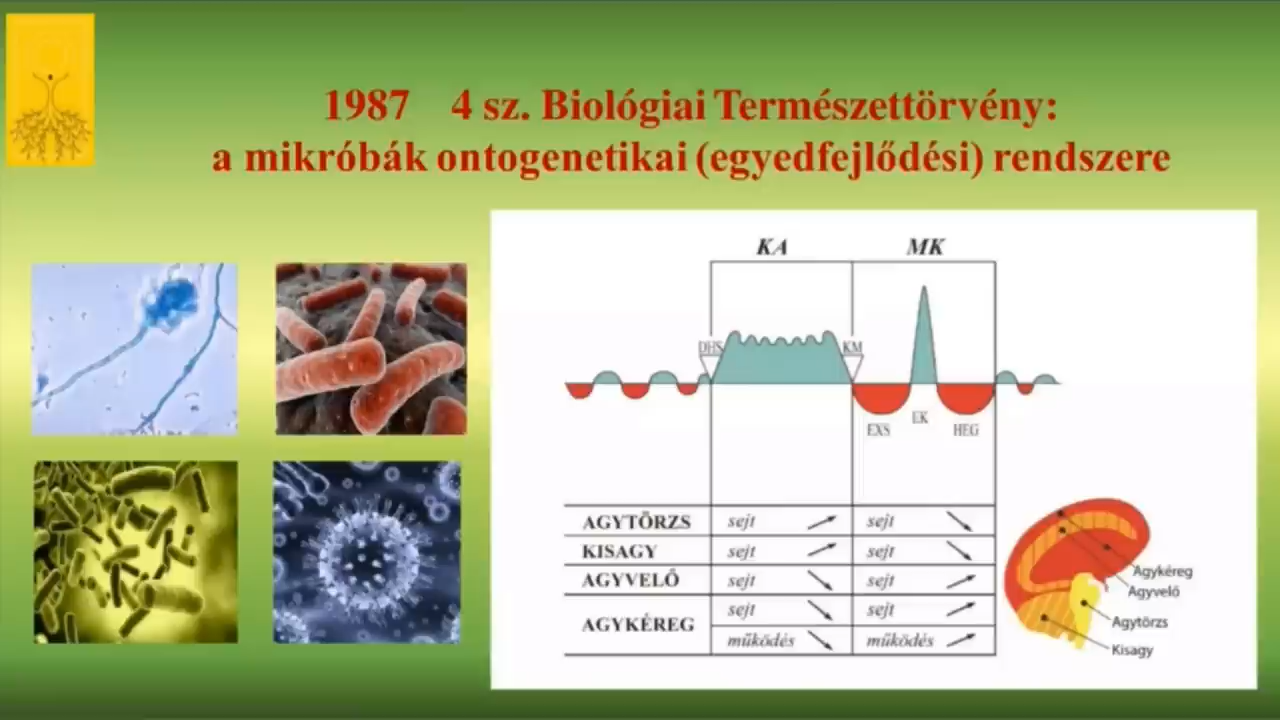 1987 4 sz. Biológiai Természettörvény:
a mikróbák ontogenetikai (egyedfejlődési) rendszere
KA MK
DHS KM
EXS EK HEG
AGYTÖRZS sejt sejt
KISAGY sejt sejt
AGYVELŐ sejt sejt
AGYKÉREG sejt sejt
működés működés
Agykéreg
Agyvelő
Agytörzs
Kisagy